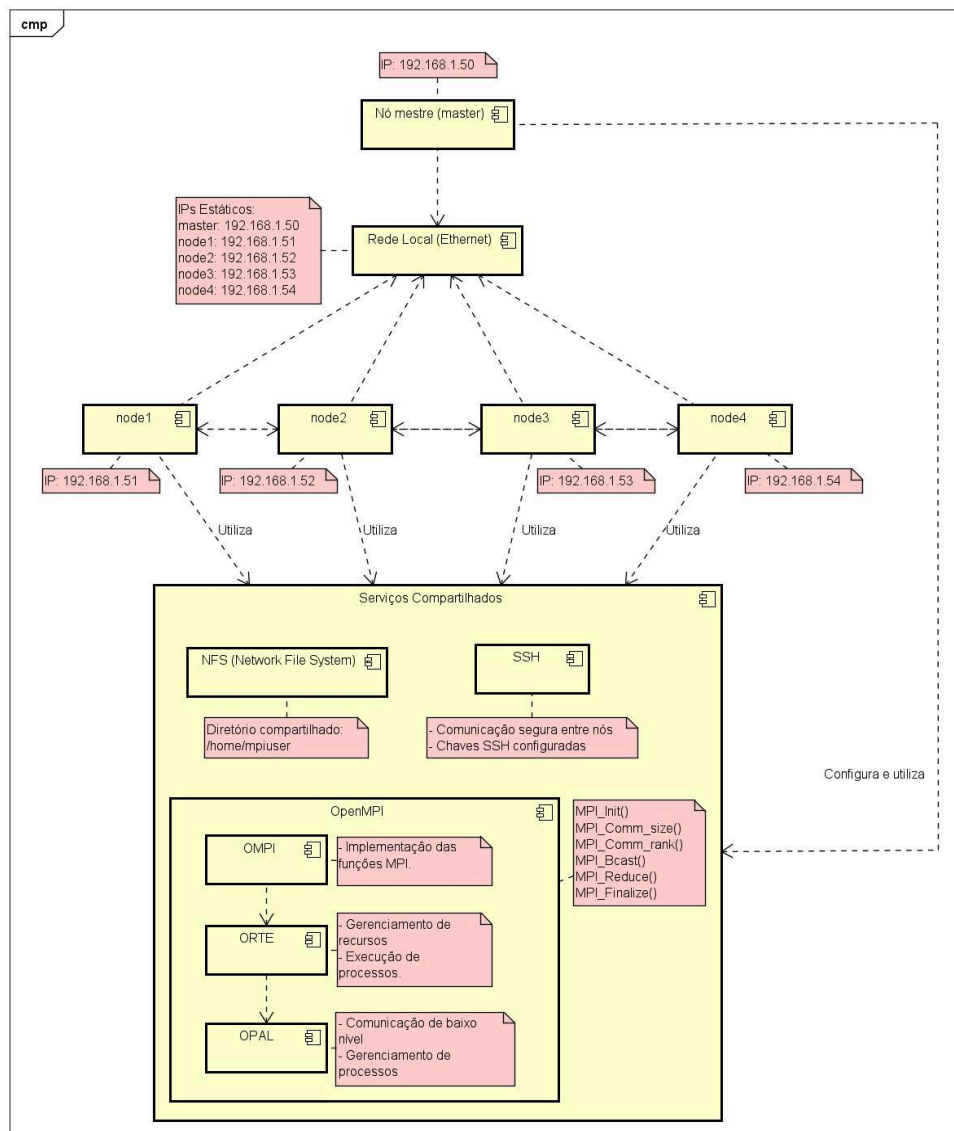 cmp
IP: 192.168.1.50
Nó mestre (master)
IPs Estáticos:
master: 192.168.1.50
node1: 192.168.1.51
node2: 192.168.1.52
node3: 192.168.1.53
node4: 192.168.1.54
Rede Local (Ethernet)
node1
node2
node3
node4
IP: 192.168.1.51
IP: 192.168.1.52
IP: 192.168.1.53
IP: 192.168.1.54
Utiliza
Utiliza
Utiliza
Utiliza
Serviços Compartilhados
NFS (Network File System)
SSH
Diretório compartilhado:
/home/mpiuser
- Comunicação segura entre nós
- Chaves SSH configuradas
Configura e utiliza
OpenMPI
MPI_Init()
MPI_Comm_size()
MPI_Comm_rank()
MPI_Bcast()
MPI_Reduce()
MPI_Finalize()
OMPI
- Implementação das
funções MPI.
ORTE
- Gerenciamento de
recursos
- Execução de
processos.
OPAL
- Comunicação de baixo
nível
- Gerenciamento de
processos